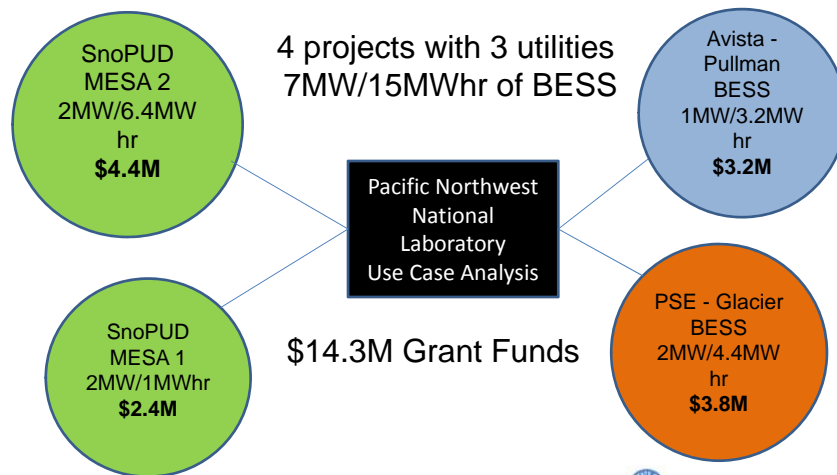 SnoPUD
MESA 2
2MW/6.4MW
hr
$4.4M
4 projects with 3 utilities
7MW/15MWhr of BESS
Avista -
Pullman
BESS
1MW/3.2MW
hr
$3.2M
Pacific Northwest
National
Laboratory
Use Case Analysis
SnoPUD
MESA 1
2MW/1MWhr
$2.4M
$14.3M Grant Funds
PSE - Glacier
BESS
2MW/4.4MW
hr
$3.8M